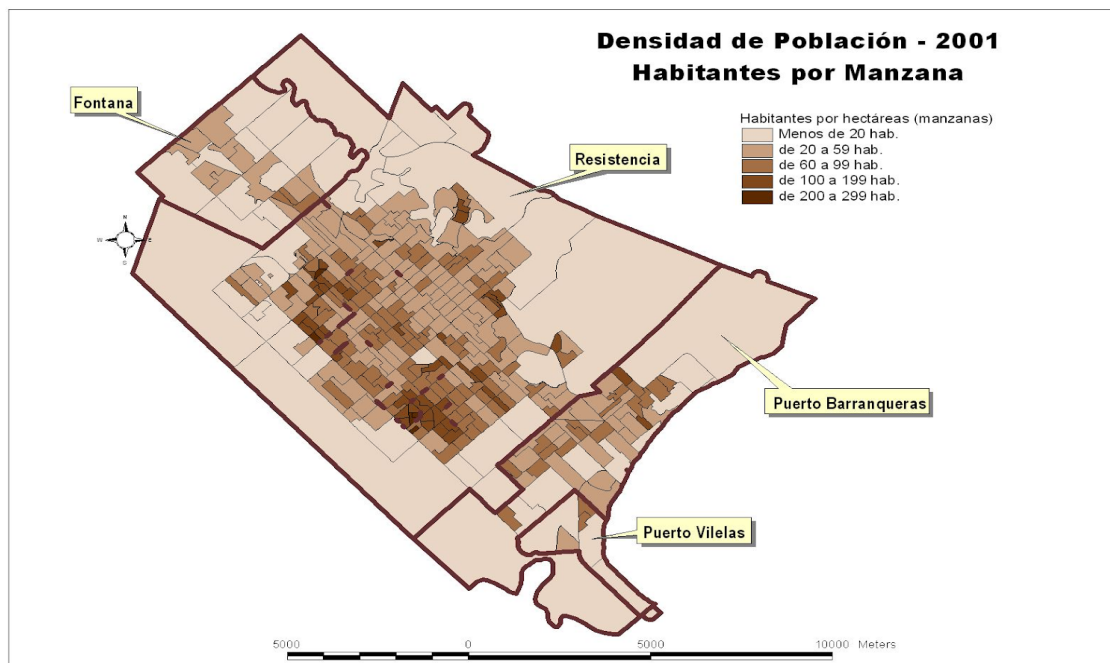 Densidad de Población - 2001
Habitantes por Manzana
Fontana
Habitantes por hectáreas (manzanas)
Menos de 20 hab.
de 20 a 59 hab.
de 60 a 99 hab.
de 100 a 199 hab.
de 200 a 299 hab.
Resistencia
N
W
E
S
Puerto Barranqueras
Puerto Vilelas
5000 0 5000 10000 Meters